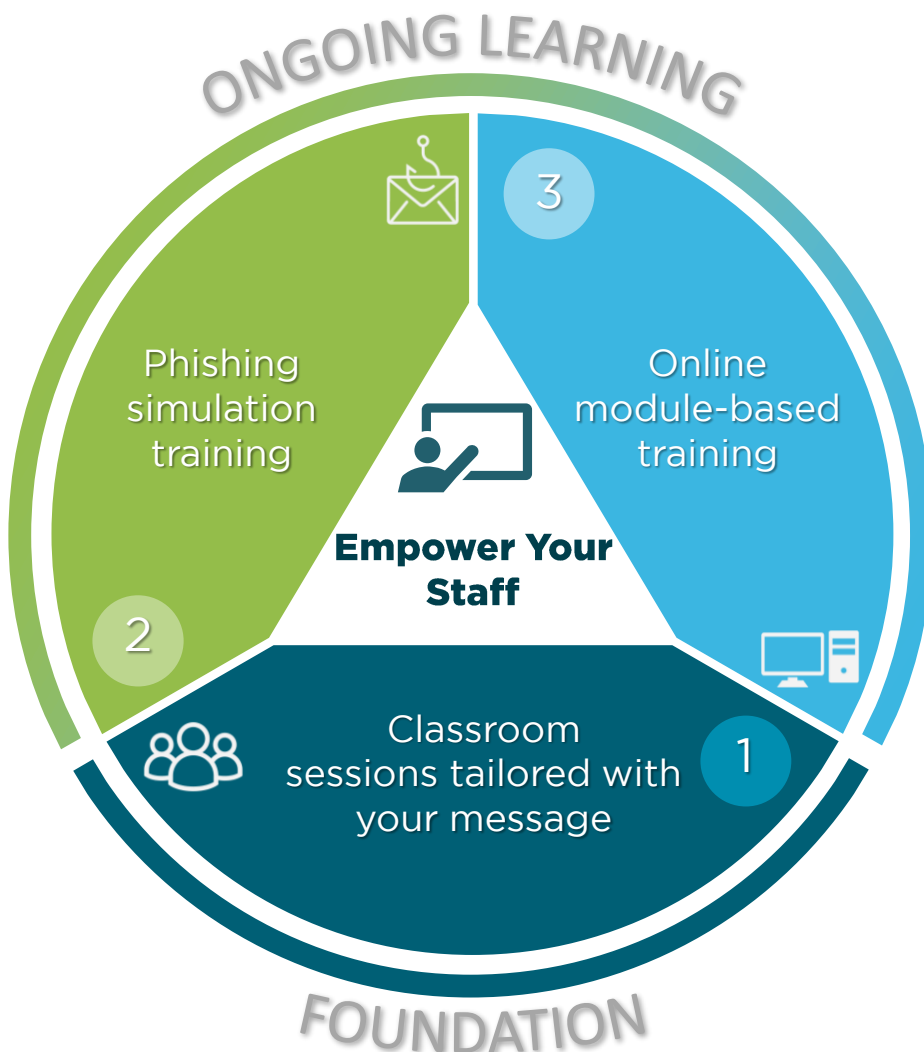 ONGOING LEARNING
3
Phishing
simulation
training
Online
module-based
training
Empower Your
Staff
2
Classroom
sessions tailored with
your message
1
FOUNDATION